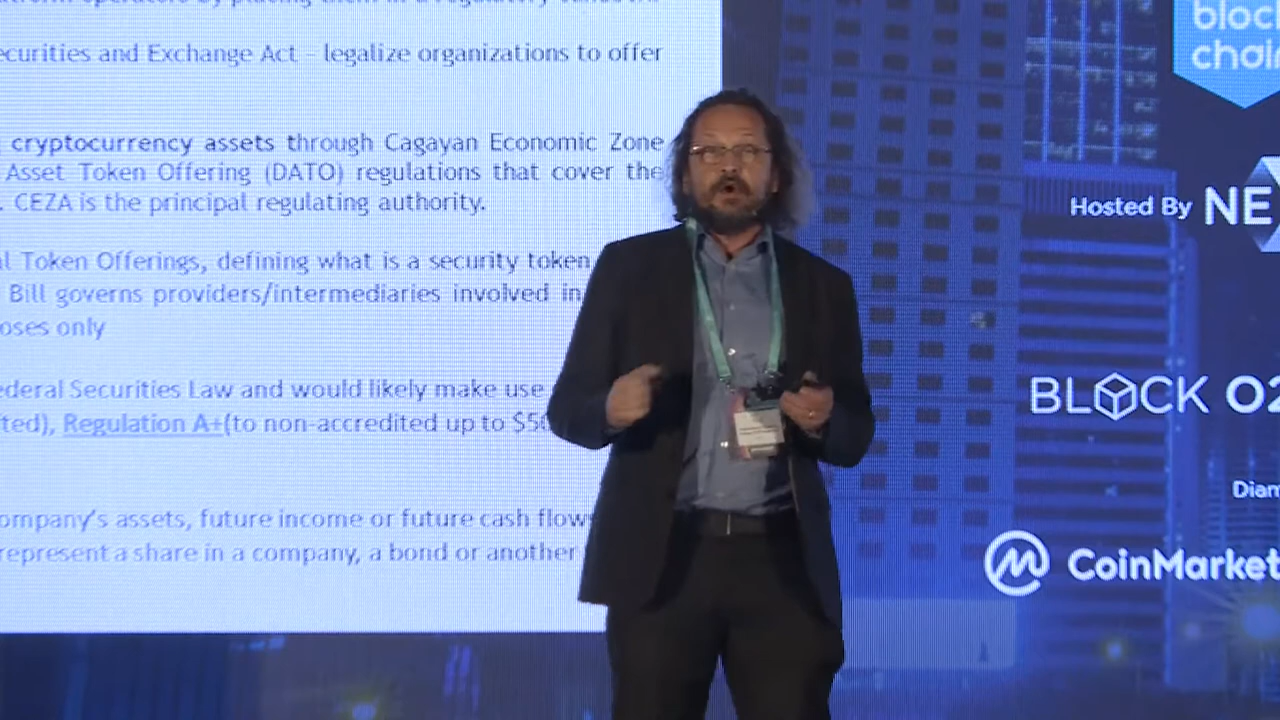 ecurities and Exchange Act – legalize organizations to offer
cryptocurrency assets through Cagayan Economic Zone
Asset Token Offering (DATO) regulations that cover the
. CEZA is the principal regulating authority.
l Token Offerings, defining what is a security token
Bill governs providers/intermediaries involved in
oses only
ederal Securities Law and would likely make use
ted), Regulation A+(to non-accredited up to $5
ompany's assets, future income or future cash flow
represent a share in a company, a bond or another
bloc
chain
Hosted By NEX
BLOCK O2
Diam
CoinMarket